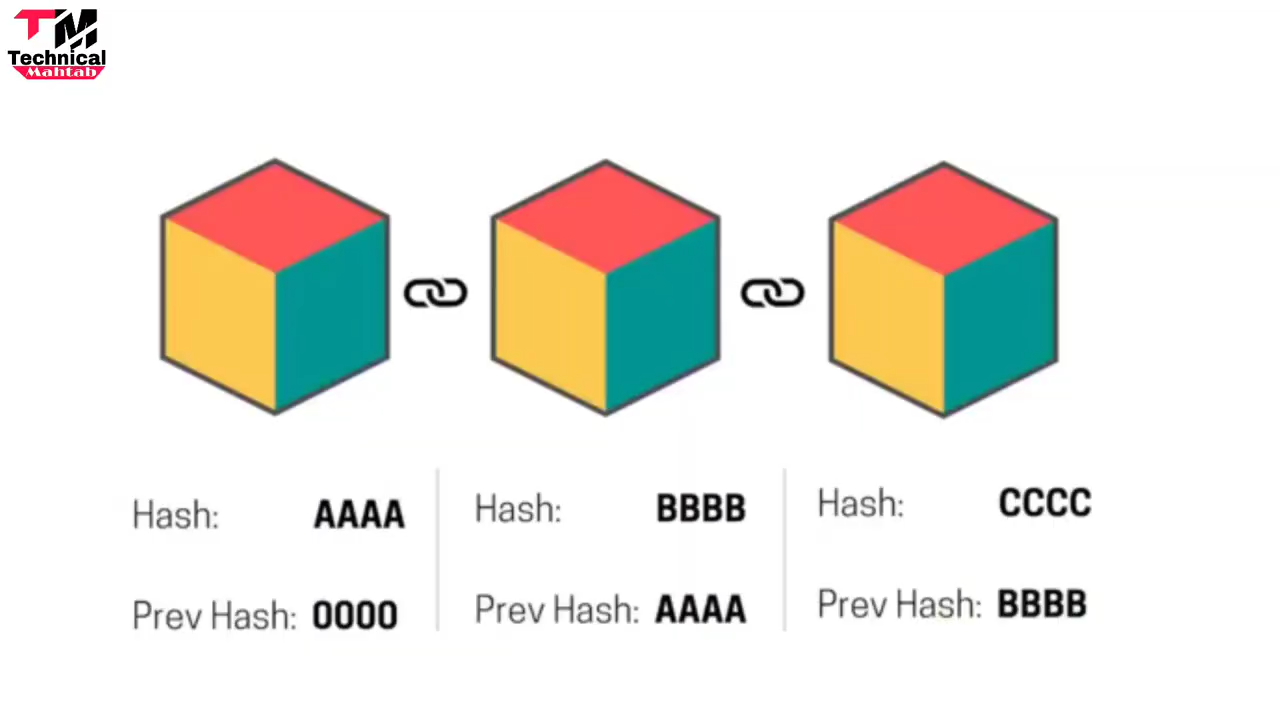 TM
Technical
Mahtab
Hash: AAAA
Prev Hash: 0000
Hash: BBBB
Prev Hash: AAAA
Hash: CCCC
Prev Hash: BBBB